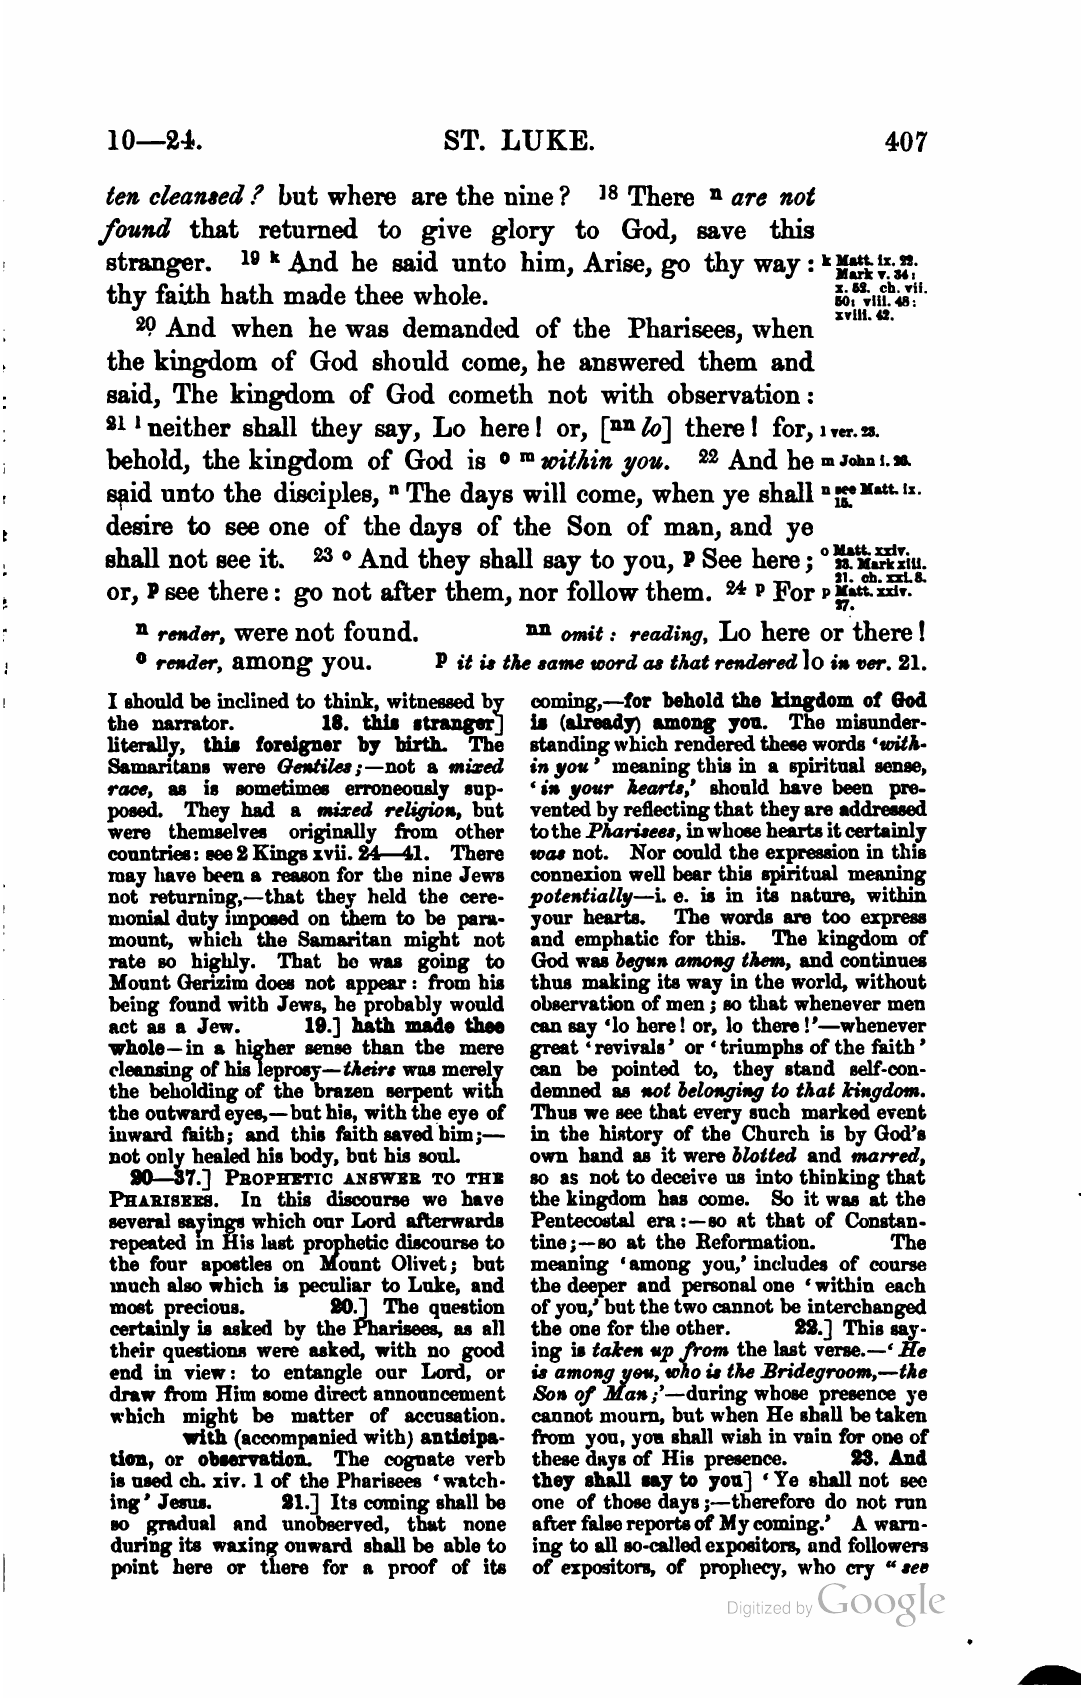 10—24. ST. LUKE. 407
ten cleansed? but where are the nine? 18 There n are not
found that returned to give glory to God, save this
stranger. 19 k And he said unto him, Arise, go thy way:
thy faith hath made thee whole.
k Matt. ix. 22.
Mark v. 34;
x. 52. ch. vii.
50; viii. 48:
xviii. 42.
20 And when he was demanded of the Pharisees, when
the kingdom of God should come, he answered them and
said, The kingdom of God cometh not with observation:
21 l neither shall they say, Lo here! or, [nn lo] there! for,
l ver. 23.
behold, the kingdom of God is o m within you. 22 And he
m John i. 26.
said unto the disciples, n The days will come, when ye shall
n see Matt. ix.
15.
desire to see one of the days of the Son of man, and ye
shall not see it. 23 o And they shall say to you, p See here;
o Matt. xxiv.
23. Mark xiii.
21. ch. xxi. 8.
or, p see there: go not after them, nor follow them. 24 p For
p Matt. xxiv.
27.
n render, were not found. nn omit: reading, Lo here or there!
o render, among you. p it is the same word as that rendered lo in ver. 21.
I should be inclined to think, witnessed by
the narrator. 18. this stranger]
literally, this foreigner by birth. The
Samaritans were Gentiles;—not a mixed
race, as is sometimes erroneously sup-
posed. They had a mixed religion, but
were themselves originally from other
countries: see 2 Kings xvii. 24—41. There
may have been a reason for the nine Jews
not returning,—that they held the cere-
monial duty imposed on them to be para-
mount, which the Samaritan might not
rate so highly. That he was going to
Mount Gerizim does not appear: from his
being found with Jews, he probably would
act as a Jew. 19.] hath made thee
whole—in a higher sense than the mere
cleansing of his leprosy—theirs was merely
the beholding of the brazen serpent with
the outward eyes,—but his, with the eye of
inward faith; and this faith saved him;—
not only healed his body, but his soul.
20—37.] PROPHETIC ANSWER TO THE
PHARISEES. In this discourse we have
several sayings which our Lord afterwards
repeated in His last prophetic discourse to
the four apostles on Mount Olivet; but
much also which is peculiar to Luke, and
most precious. 20.] The question
certainly is asked by the Pharisees, as all
their questions were asked, with no good
end in view: to entangle our Lord, or
draw from Him some direct announcement
which might be matter of accusation.
with (accompanied with) anticipa-
tion, or observation. The cognate verb
is used ch. xiv. 1 of the Pharisees ‘watch-
ing’ Jesus. 21.] Its coming shall be
so gradual and unobserved, that none
during its waxing onward shall be able to
point here or there for a proof of its
coming,—for behold the kingdom of God
is (already) among you. The misunder-
standing which rendered these words ‘with-
in you’ meaning this in a spiritual sense,
‘in your hearts,’ should have been pre-
vented by reflecting that they are addressed
to the Pharisees, in whose hearts it certainly
was not. Nor could the expression in this
connexion well bear this spiritual meaning
potentially—i. e. is in its nature, within
your hearts. The words are too express
and emphatic for this. The kingdom of
God was begun among them, and continues
thus making its way in the world, without
observation of men; so that whenever men
can say ‘lo here! or, lo there!’—whenever
great ‘revivals’ or ‘triumphs of the faith’
can be pointed to, they stand self-con-
demned as not belonging to that kingdom.
Thus we see that every such marked event
in the history of the Church is by God’s
own hand as it were blotted and marred,
so as not to deceive us into thinking that
the kingdom has come. So it was at the
Pentecostal era:—so at that of Constan-
tine;—so at the Reformation. The
meaning ‘among you,’ includes of course
the deeper and personal one ‘within each
of you,’ but the two cannot be interchanged
the one for the other. 22.] This say-
ing is taken up from the last verse.—‘He
is among you, who is the Bridegroom,—the
Son of Man;’—during whose presence ye
cannot mourn, but when He shall be taken
from you, you shall wish in vain for one of
these days of His presence. 23. And
they shall say to you] ‘Ye shall not see
one of those days;—therefore do not run
after false reports of My coming.’ A warn-
ing to all so-called expositors, and followers
of expositors, of prophecy, who cry “see
Digitized by Google